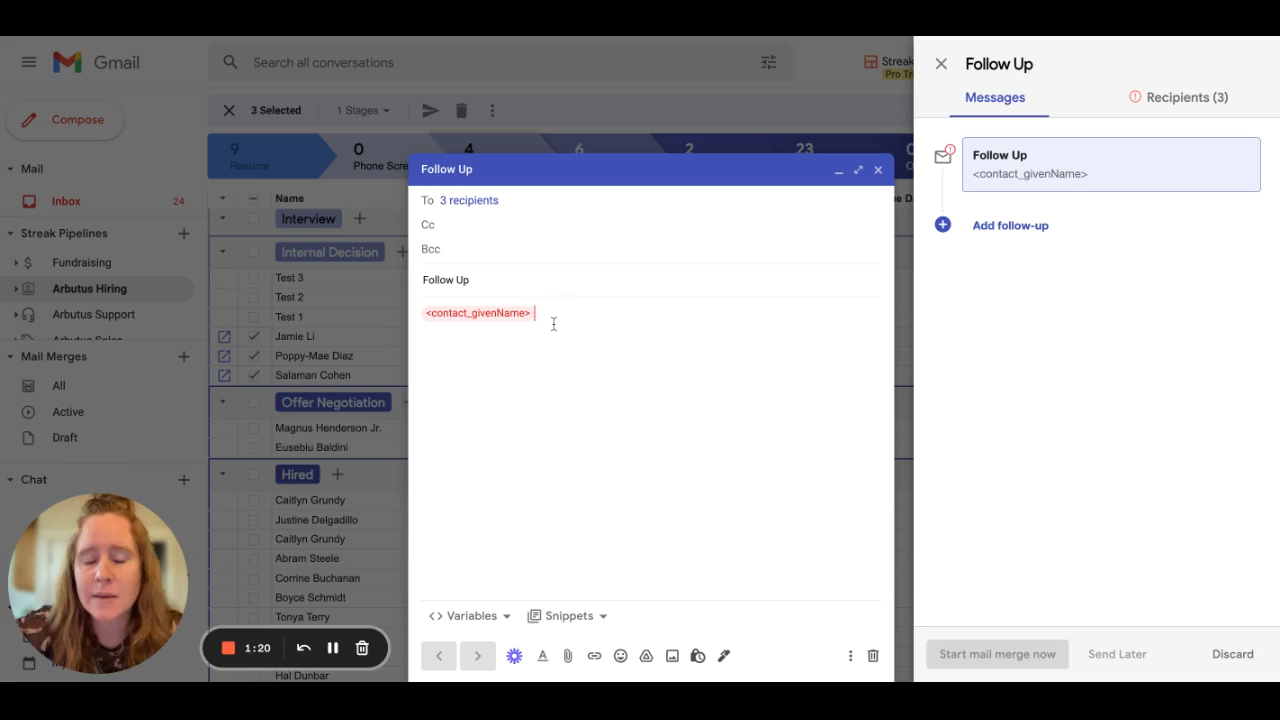 Gmail
Search all conversations
Streak
Pro Tri
Compose
3 Selected
1 Stages
Mail
Inbox
24
Streak Pipelines
Fundraising
Arbutus Hiring
Arbutus Support
Mail Merges
All
Active
Draft
Chat
9
Resume
0
Phone Scre
4
6
2
23
Name
Interview
Internal Decision
Test 3
Test 2
Test 1
Jamie Li
Poppy-Mae Diaz
Salaman Cohen
Offer Negotiation
Magnus Henderson Jr.
Eusebiu Baldini
Hired
Caitlyn Grundy
Justine Delgadillo
Caitlyn Grundy
Abram Steele
Corrine Buchanan
Boyce Schmidt
Tonya Terry
Hal Dunbar
1:20
Follow Up
To 3 recipients
Cc
Bcc
Follow Up
<contact_givenName>
Variables
Snippets
Follow Up
Messages
Recipients (3)
Follow Up
<contact_givenName>
Add follow-up
Start mail merge now
Send Later
Discard